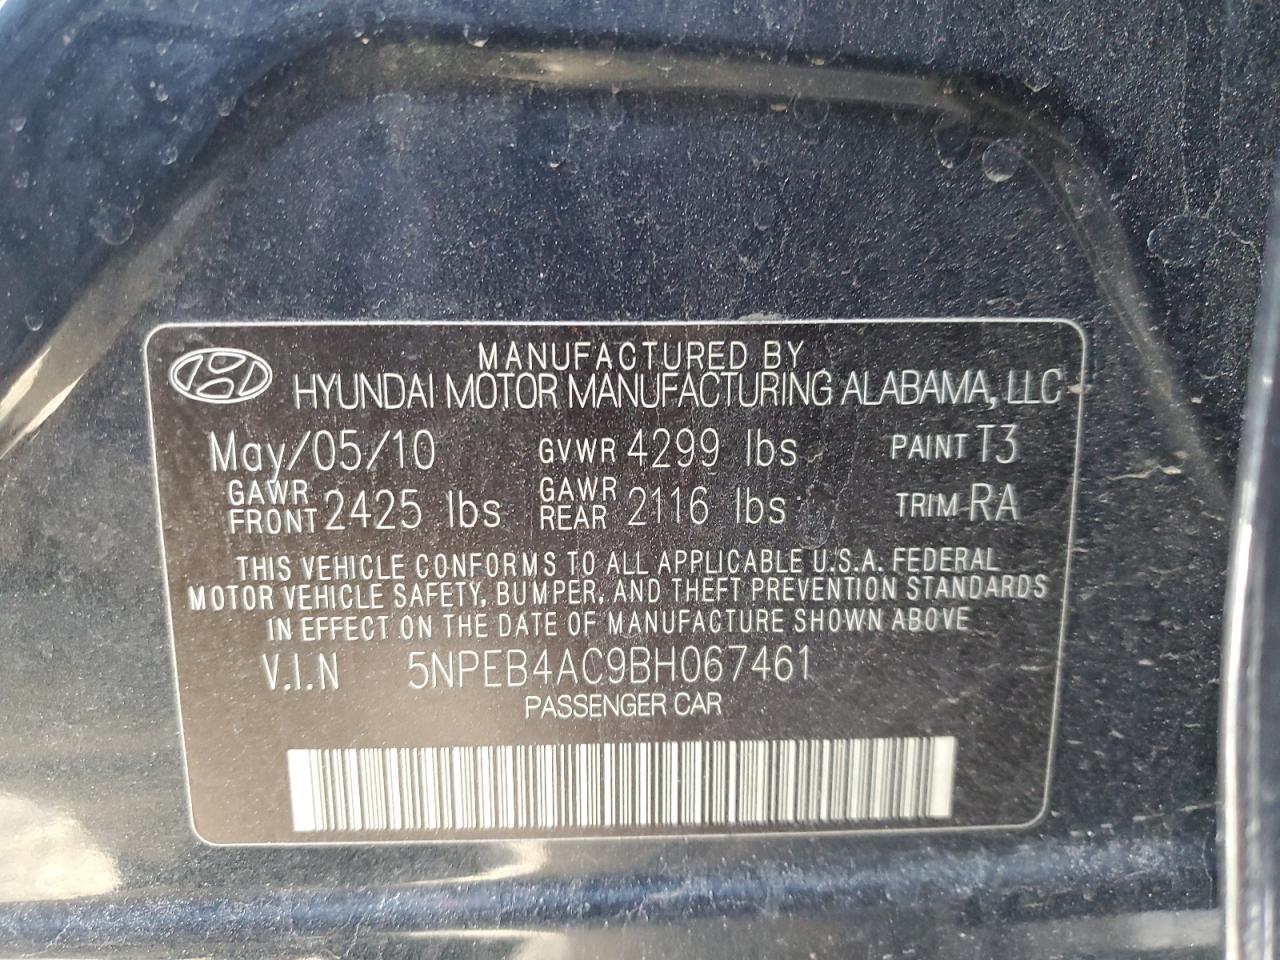 MANUFACTURED BY
HYUNDAI MOTOR MANUFACTURING ALABAMA, LLC
May/05/10 GVWR 4299 lbs PAINT T3
GAWR FRONT 2425 lbs GAWR REAR 2116 lbs TRIM RA
THIS VEHICLE CONFORMS TO ALL APPLICABLE U.S.A. FEDERAL
MOTOR VEHICLE SAFETY, BUMPER, AND THEFT PREVENTION STANDARDS
IN EFFECT ON THE DATE OF MANUFACTURE SHOWN ABOVE
V.I.N 5NPEB4AC9BH067461
PASSENGER CAR